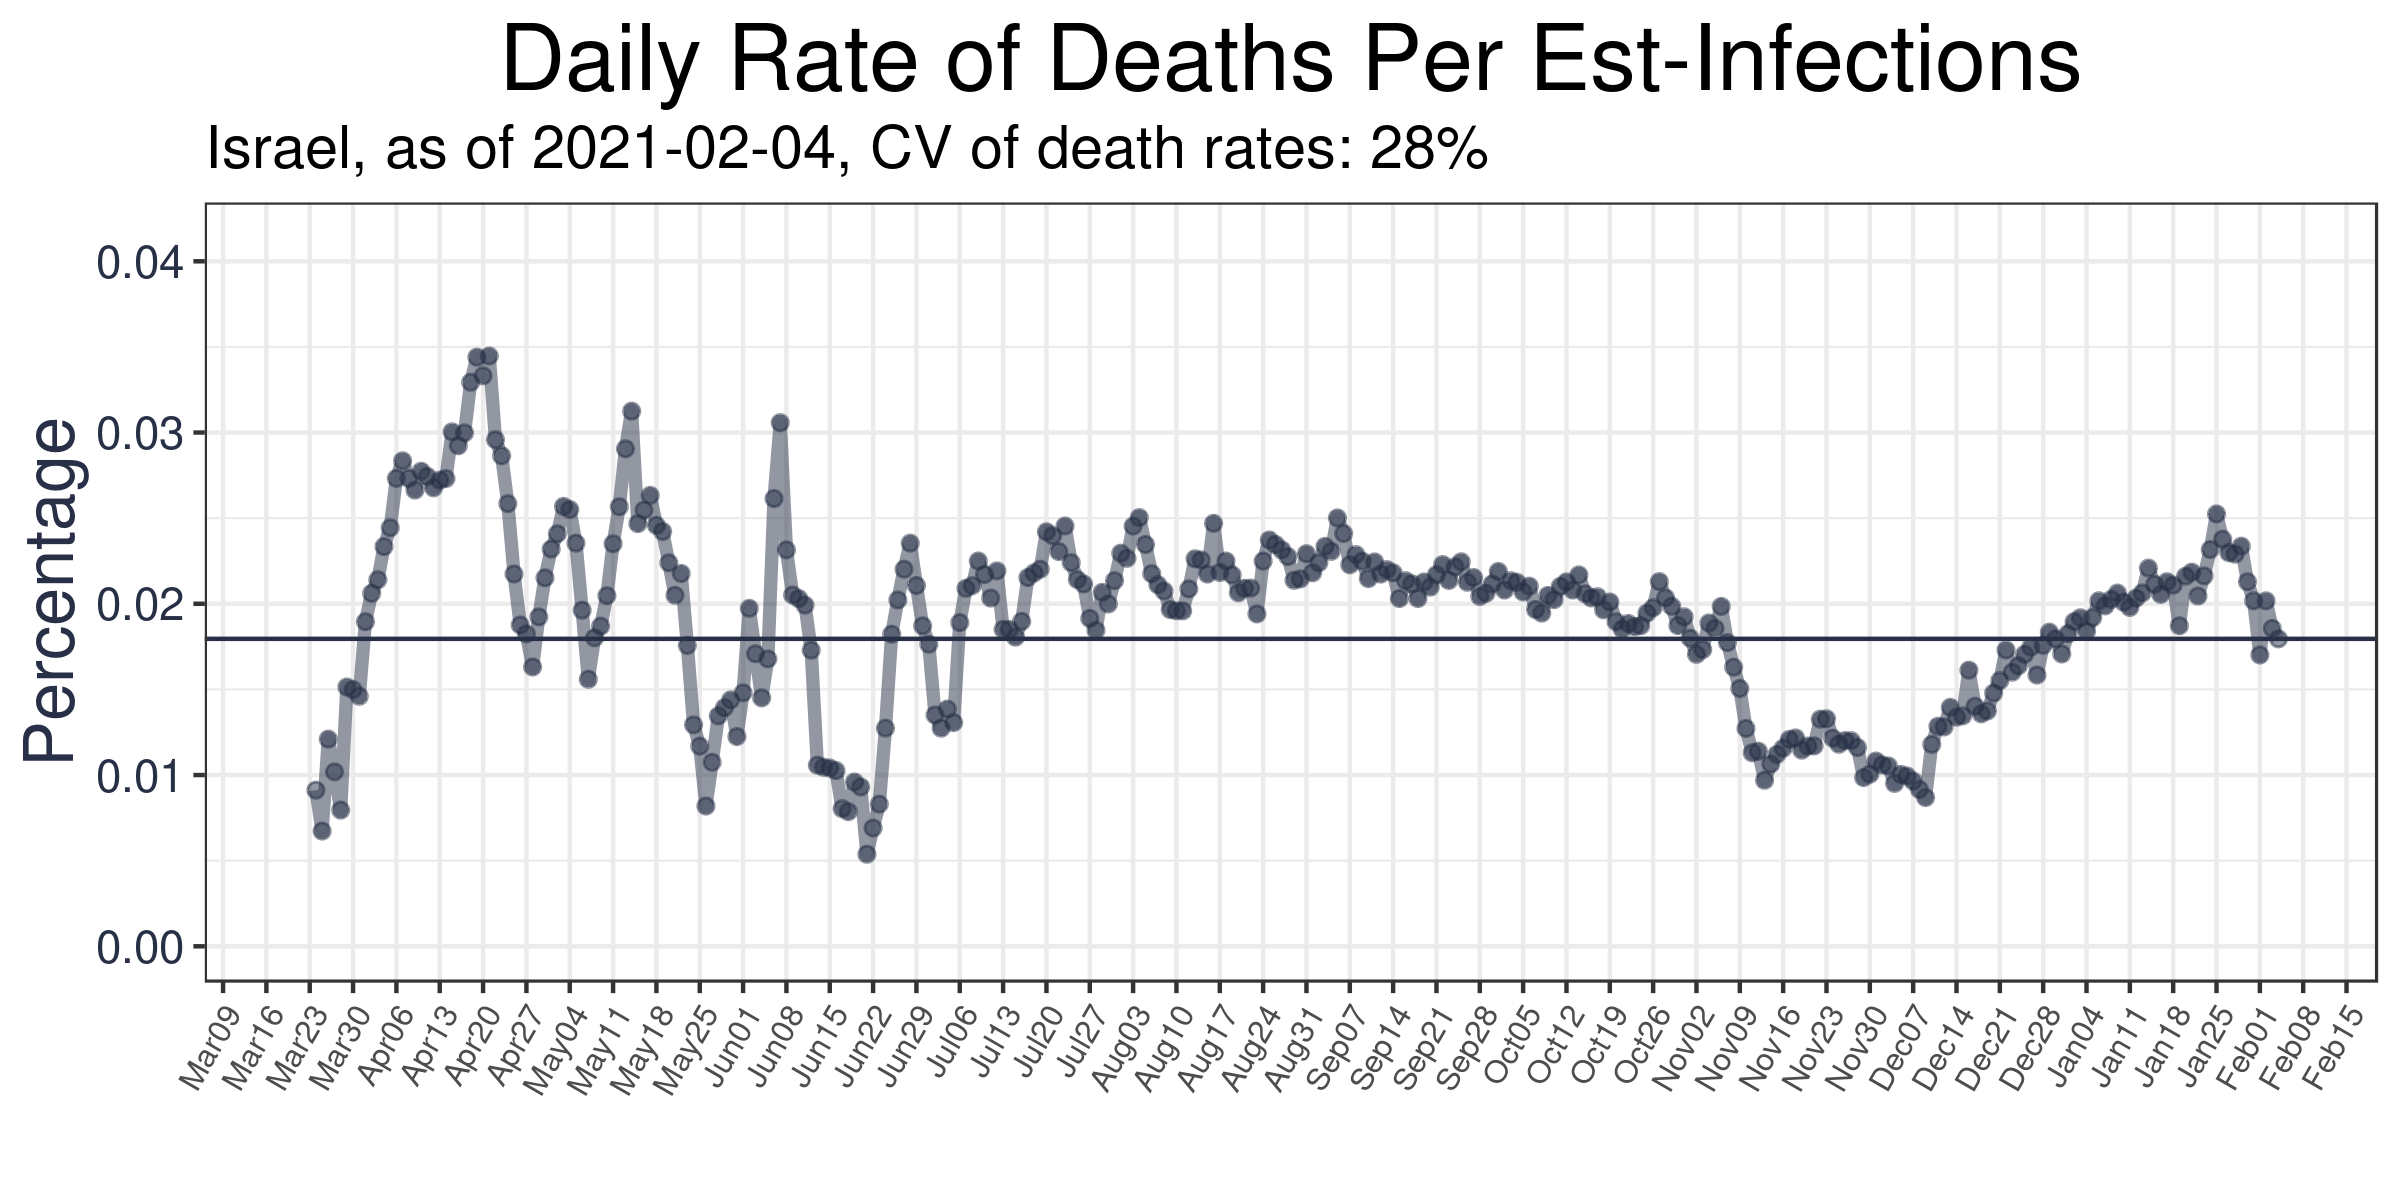 Daily Rate of Deaths Per Est-Infections
Israel, as of 2021-02-04, CV of death rates: 28%
Percentage
0.04
0.03
0.02
0.01
0.00
Mar09
Mar16
Mar23
Mar30
Apr06
Apr13
Apr20
Apr27
May04
May11
May18
May25
Jun01
Jun08
Jun15
Jun22
Jun29
Jul06
Jul13
Jul20
Jul27
Aug03
Aug10
Aug17
Aug24
Aug31
Sep07
Sep14
Sep21
Sep28
Oct05
Oct12
Oct19
Oct26
Nov02
Nov09
Nov16
Nov23
Nov30
Dec07
Dec14
Dec21
Dec28
Jan04
Jan11
Jan18
Jan25
Feb01
Feb08
Feb15